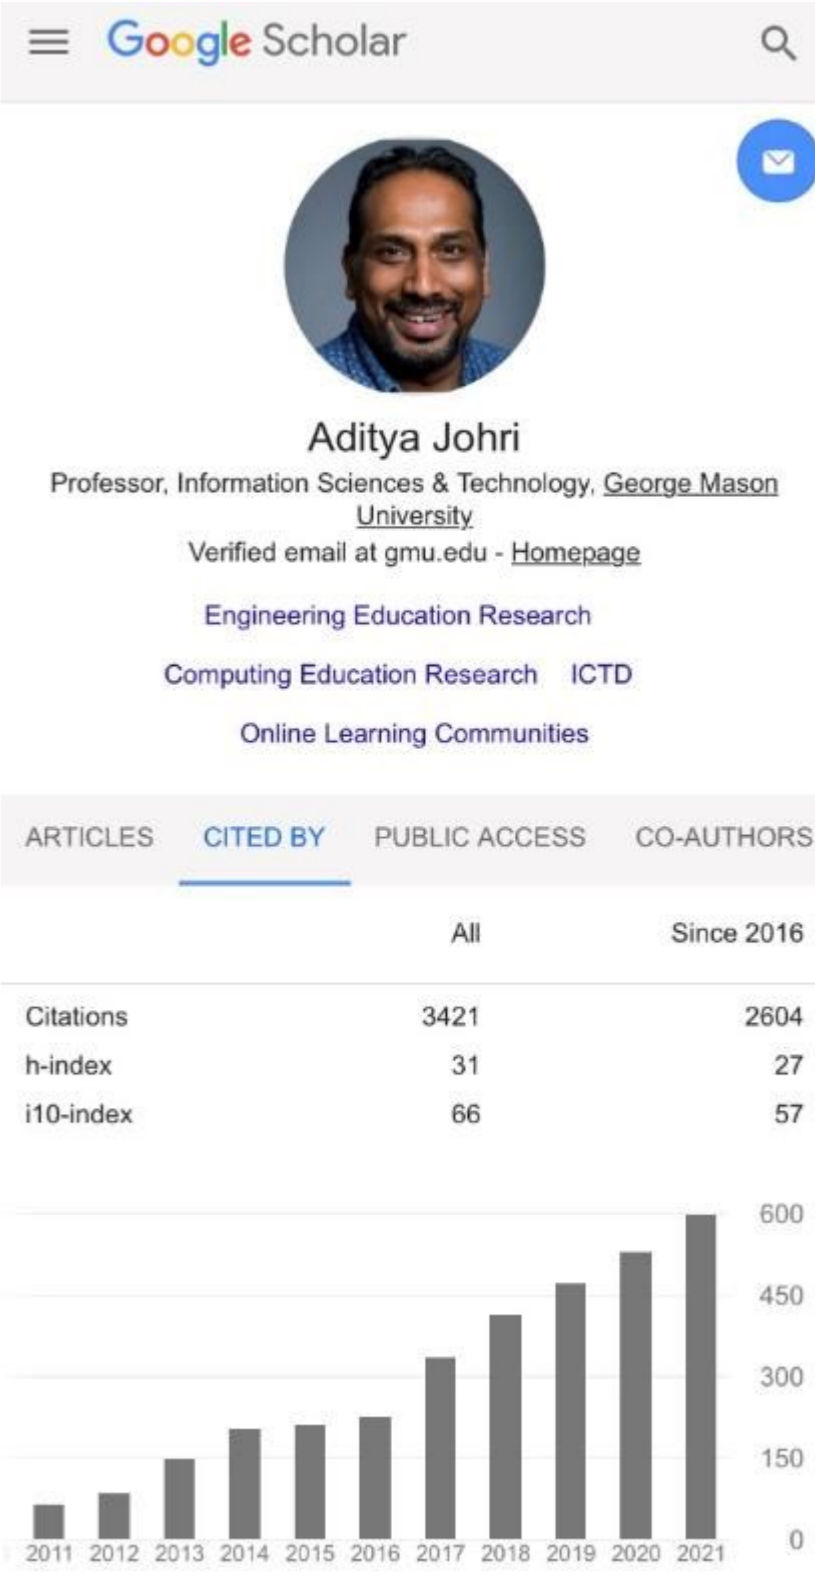 Google Scholar
Aditya Johri
Professor, Information Sciences & Technology, George Mason
University
Verified email at gmu.edu - Homepage
Engineering Education Research
Computing Education Research ICTD
Online Learning Communities
ARTICLES CITED BY PUBLIC ACCESS CO-AUTHORS
All Since 2016
Citations 3421 2604
h-index 31 27
i10-index 66 57
600
450
300
150
0
2011 2012 2013 2014 2015 2016 2017 2018 2019 2020 2021